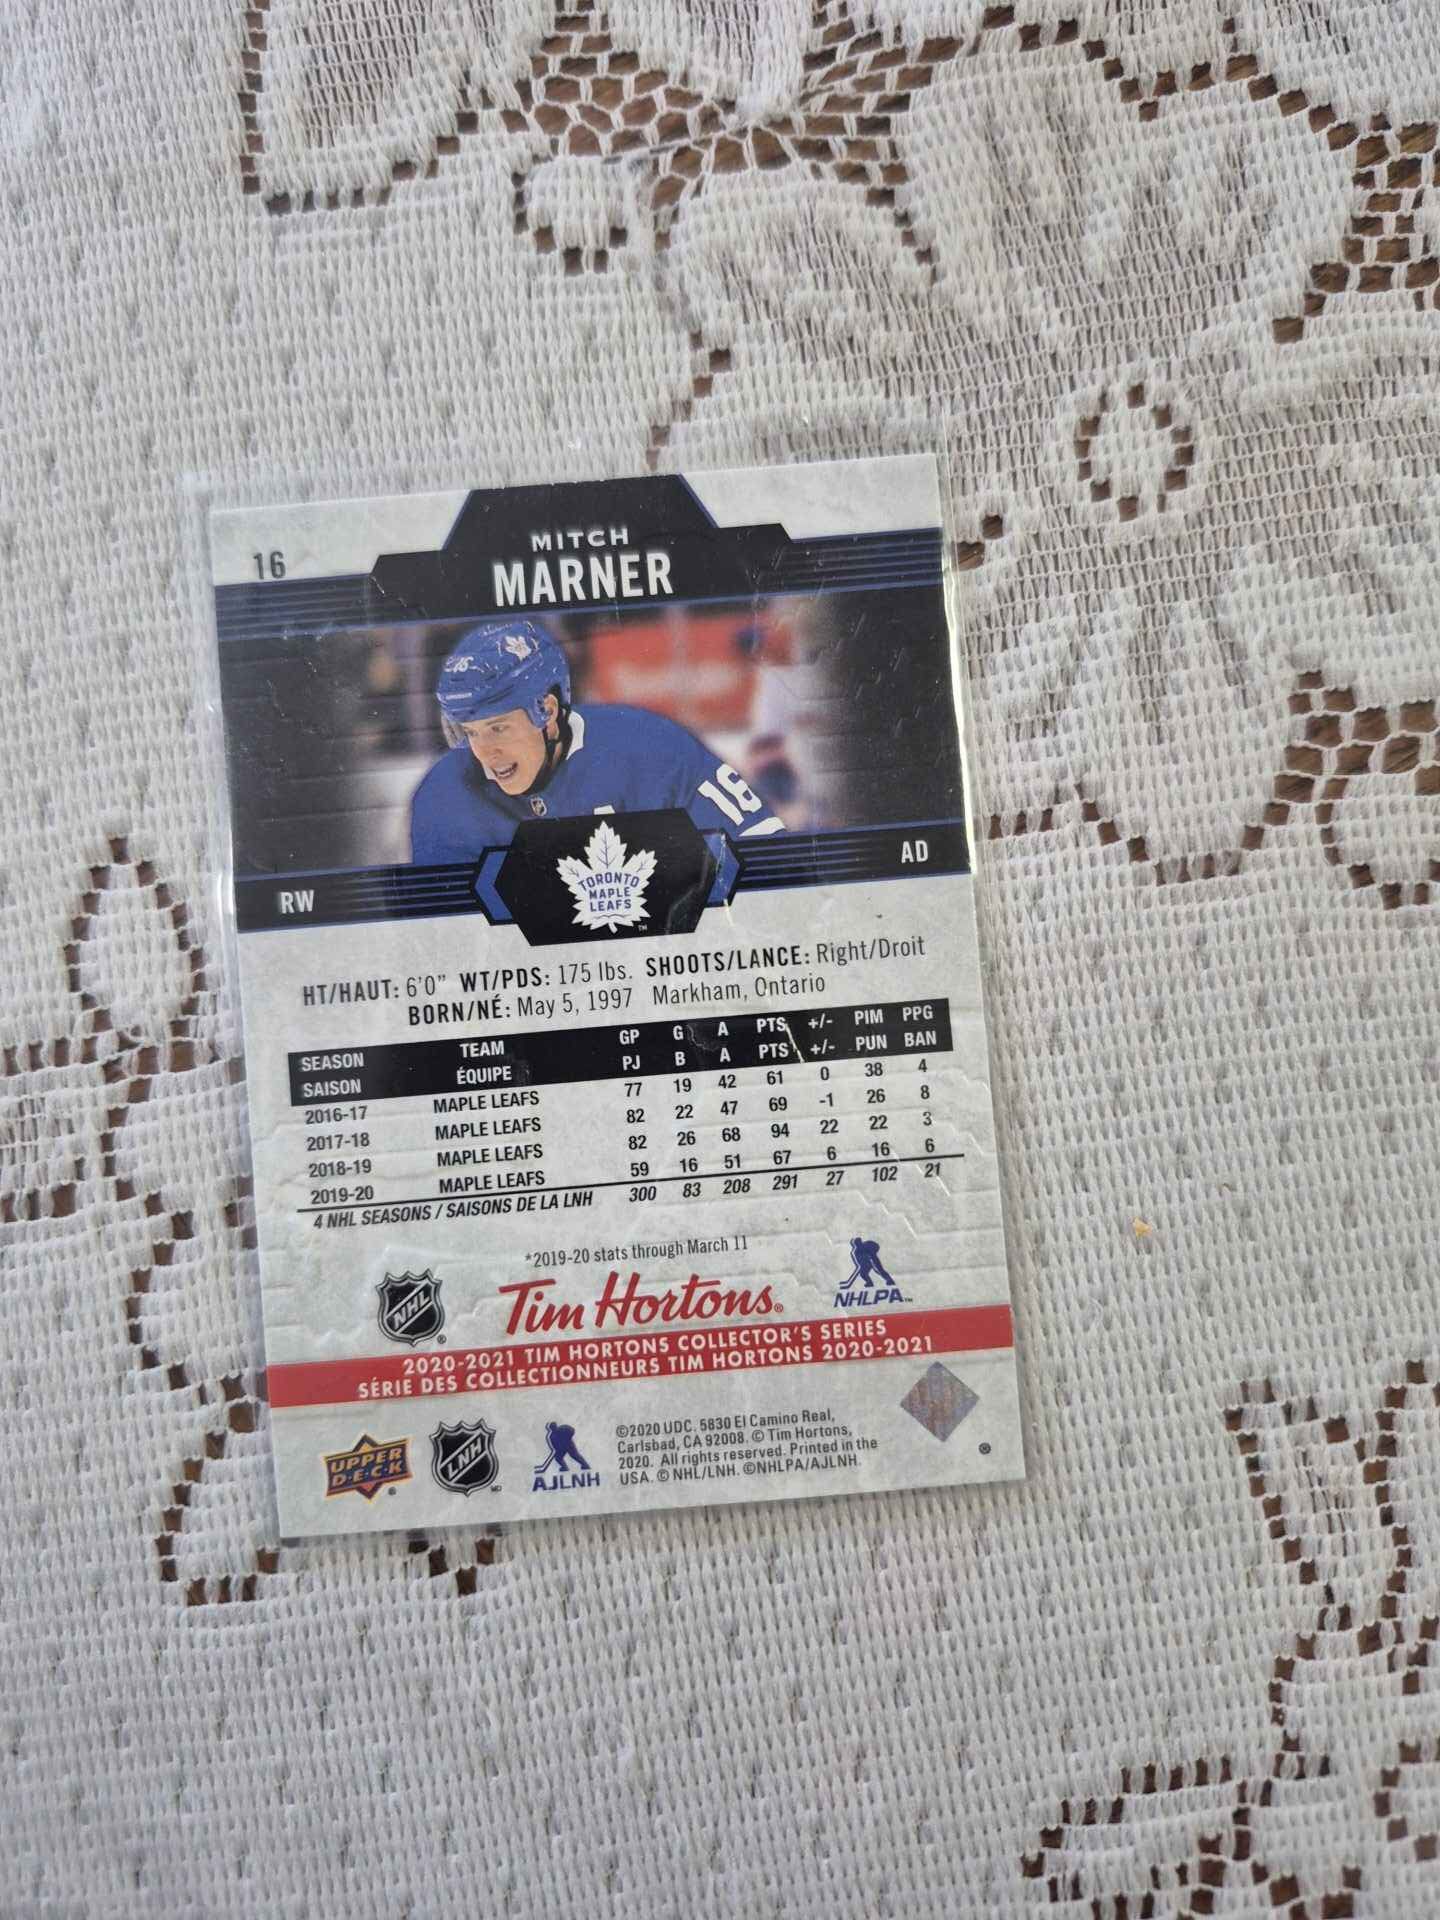 16
MITCH
MARNER
16
16
A
RW
TORONTO
MAPLE
LEAFS
TM
AD
HT/HAUT: 6'0" WT/PDS: 175 lbs. SHOOTS/LANCE: Right/Droit
BORN/NÉ: May 5, 1997 Markham, Ontario
SEASON TEAM GP G A PTS +/- PIM PPG
SAISON ÉQUIPE PJ B A PTS +/- PUN BAN
2016-17 MAPLE LEAFS 77 19 42 61 0 38 4
2017-18 MAPLE LEAFS 82 22 47 69 -1 26 8
2018-19 MAPLE LEAFS 82 26 68 94 22 22 3
2019-20 MAPLE LEAFS 59 16 51 67 6 16 6
4 NHL SEASONS / SAISONS DE LA LNH 300 83 208 291 27 102 21
*2019-20 stats through March 11
NHL ® Tim Hortons® NHLPA™
2020-2021 TIM HORTONS COLLECTOR'S SERIES
SÉRIE DES COLLECTIONNEURS TIM HORTONS 2020-2021
UPPER
D·E·C·K ®
LNH MD
AJLNH
©2020 UDC. 5830 El Camino Real,
Carlsbad, CA 92008. © Tim Hortons,
2020. All rights reserved. Printed in the
USA. © NHL/LNH. ©NHLPA/AJLNH.
®